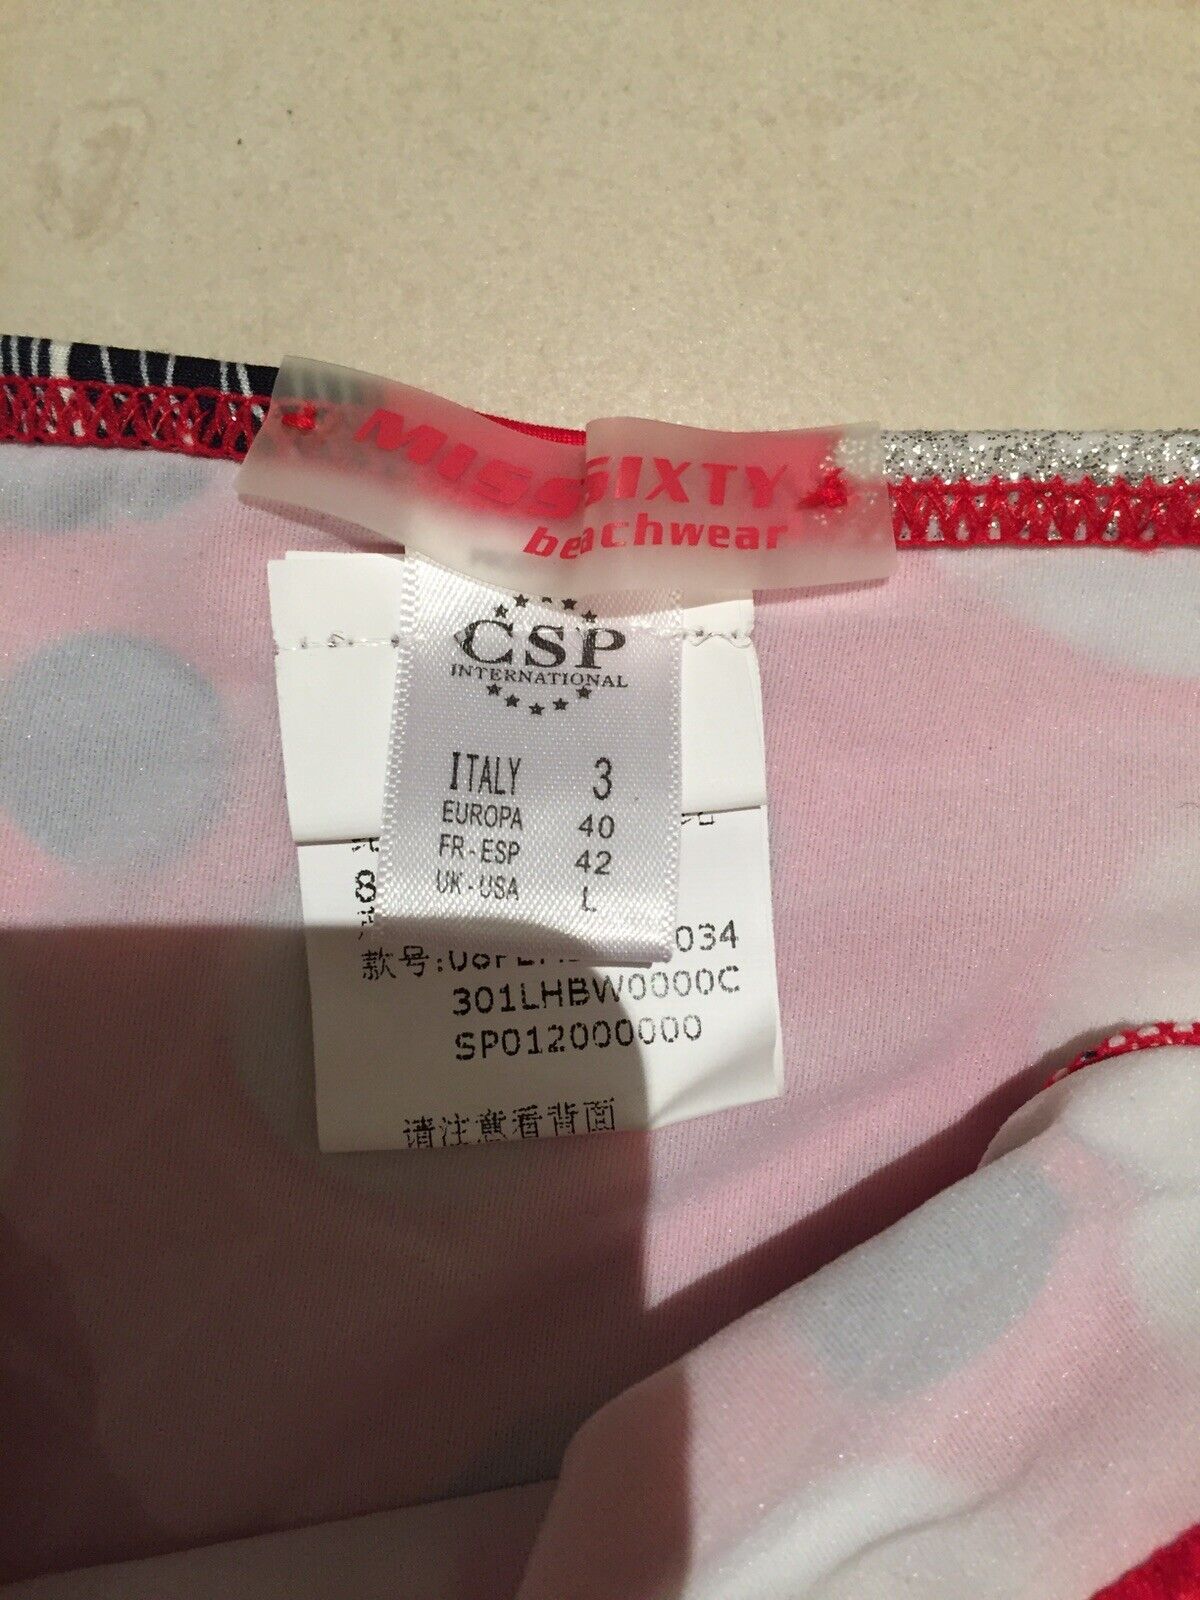 MISS SIXTY
beachwear
CSP
INTERNATIONAL
ITALY 3
EUROPA 40
FR-ESP 42
UK-USA L
8
款号: 034
301LHBW0000C
SP012000000
请注意看背面